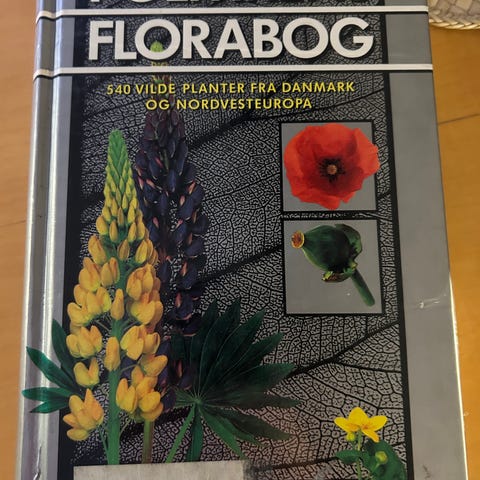 FLORABOG
540 VILDE PLANTER FRA DANMARK
OG NORDVESTEUROPA